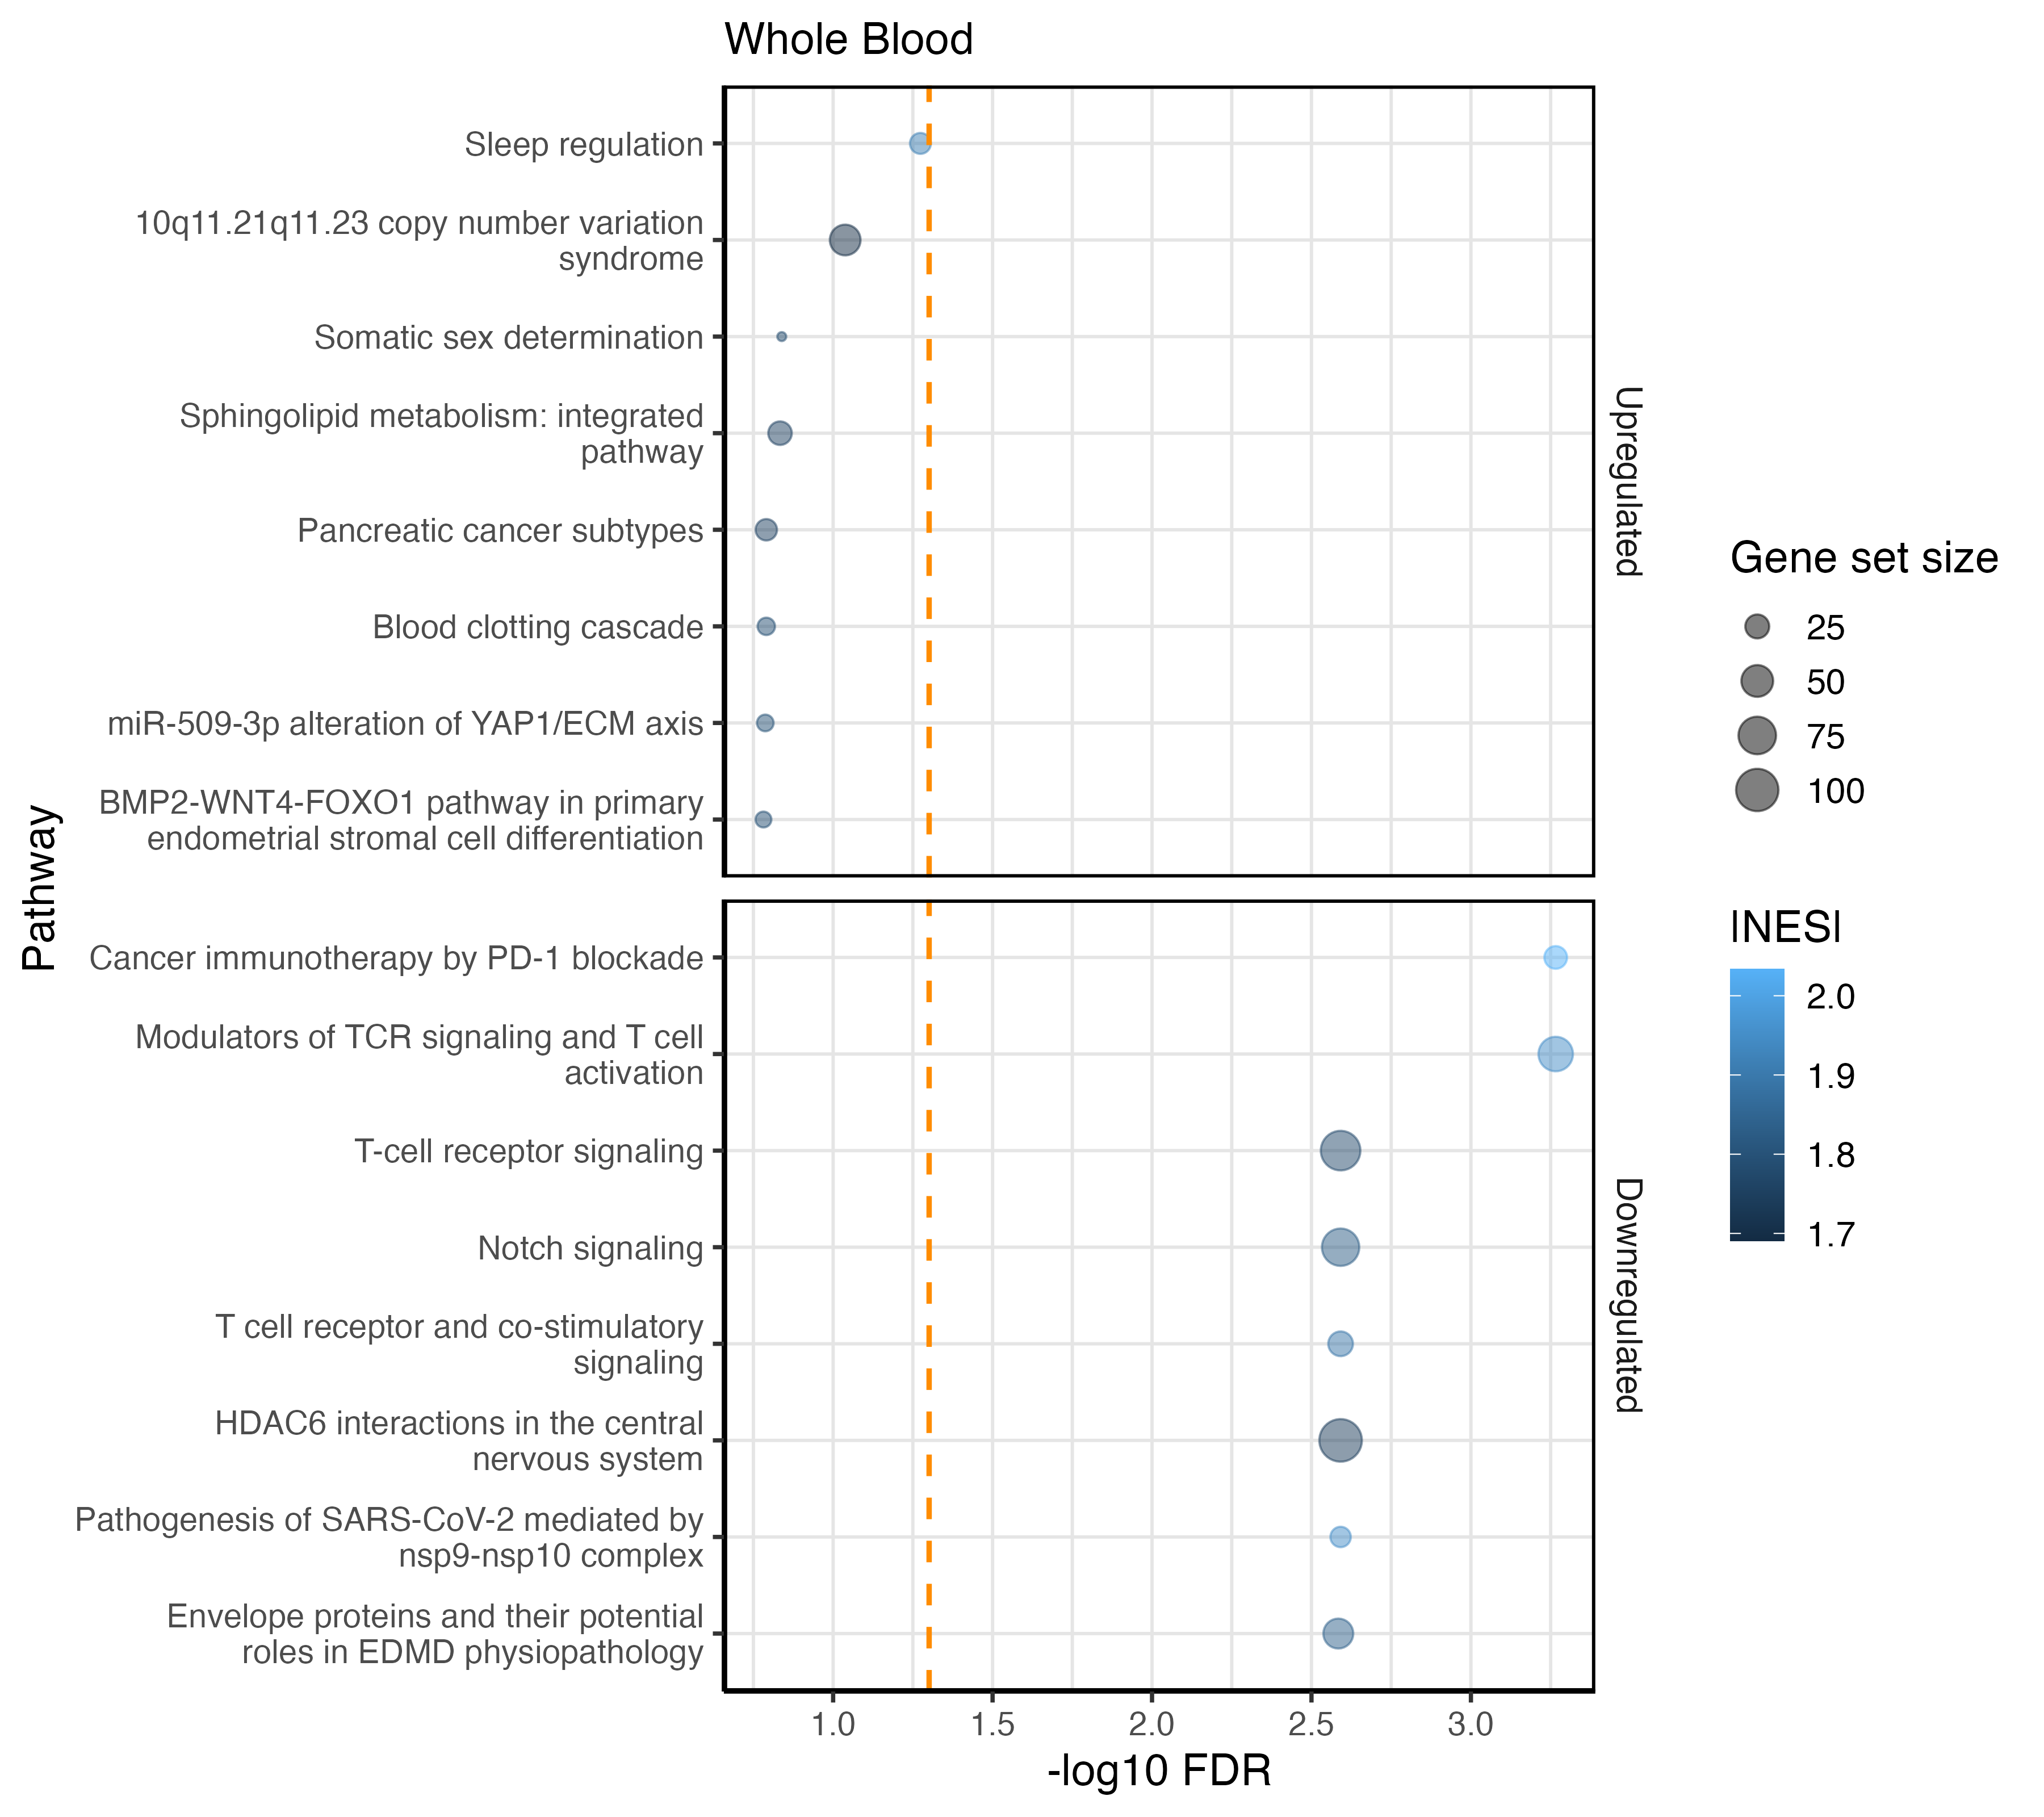 Whole Blood
Sleep regulation
10q11.21q11.23 copy number variation
syndrome
Somatic sex determination
Sphingolipid metabolism: integrated
pathway
Pancreatic cancer subtypes
Blood clotting cascade
miR-509-3p alteration of YAP1/ECM axis
BMP2-WNT4-FOXO1 pathway in primary
endometrial stromal cell differentiation
Upregulated
Cancer immunotherapy by PD-1 blockade
Modulators of TCR signaling and T cell
activation
T-cell receptor signaling
Notch signaling
T cell receptor and co-stimulatory
signaling
HDAC6 interactions in the central
nervous system
Pathogenesis of SARS-CoV-2 mediated by
nsp9-nsp10 complex
Envelope proteins and their potential
roles in EDMD physiopathology
Downregulated
Pathway
1.0 1.5 2.0 2.5 3.0
-log10 FDR
Gene set size
25
50
75
100
|NES|
2.0
1.9
1.8
1.7